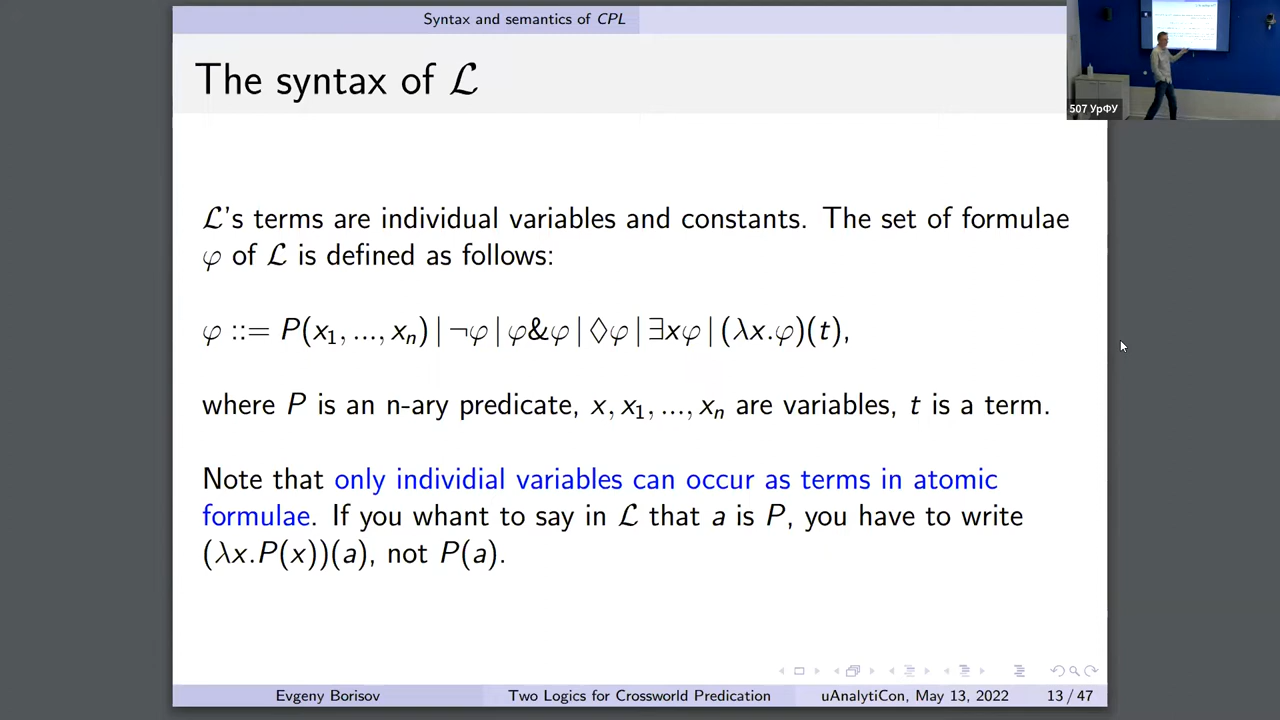 Syntax and semantics of CPL
The syntax of ℒ
507 УрФУ
ℒ's terms are individual variables and constants. The set of formulae
φ of ℒ is defined as follows:
φ ::= P(x₁, ..., xₙ) | ¬φ | φ&φ | ◇φ | ∃xφ | (λx.φ)(t),
where P is an n-ary predicate, x, x₁, ..., xₙ are variables, t is a term.
Note that only individial variables can occur as terms in atomic
formulae. If you whant to say in ℒ that a is P, you have to write
(λx.P(x))(a), not P(a).
Evgeny Borisov
Two Logics for Crossworld Predication
uAnalytiCon, May 13, 2022
13 / 47